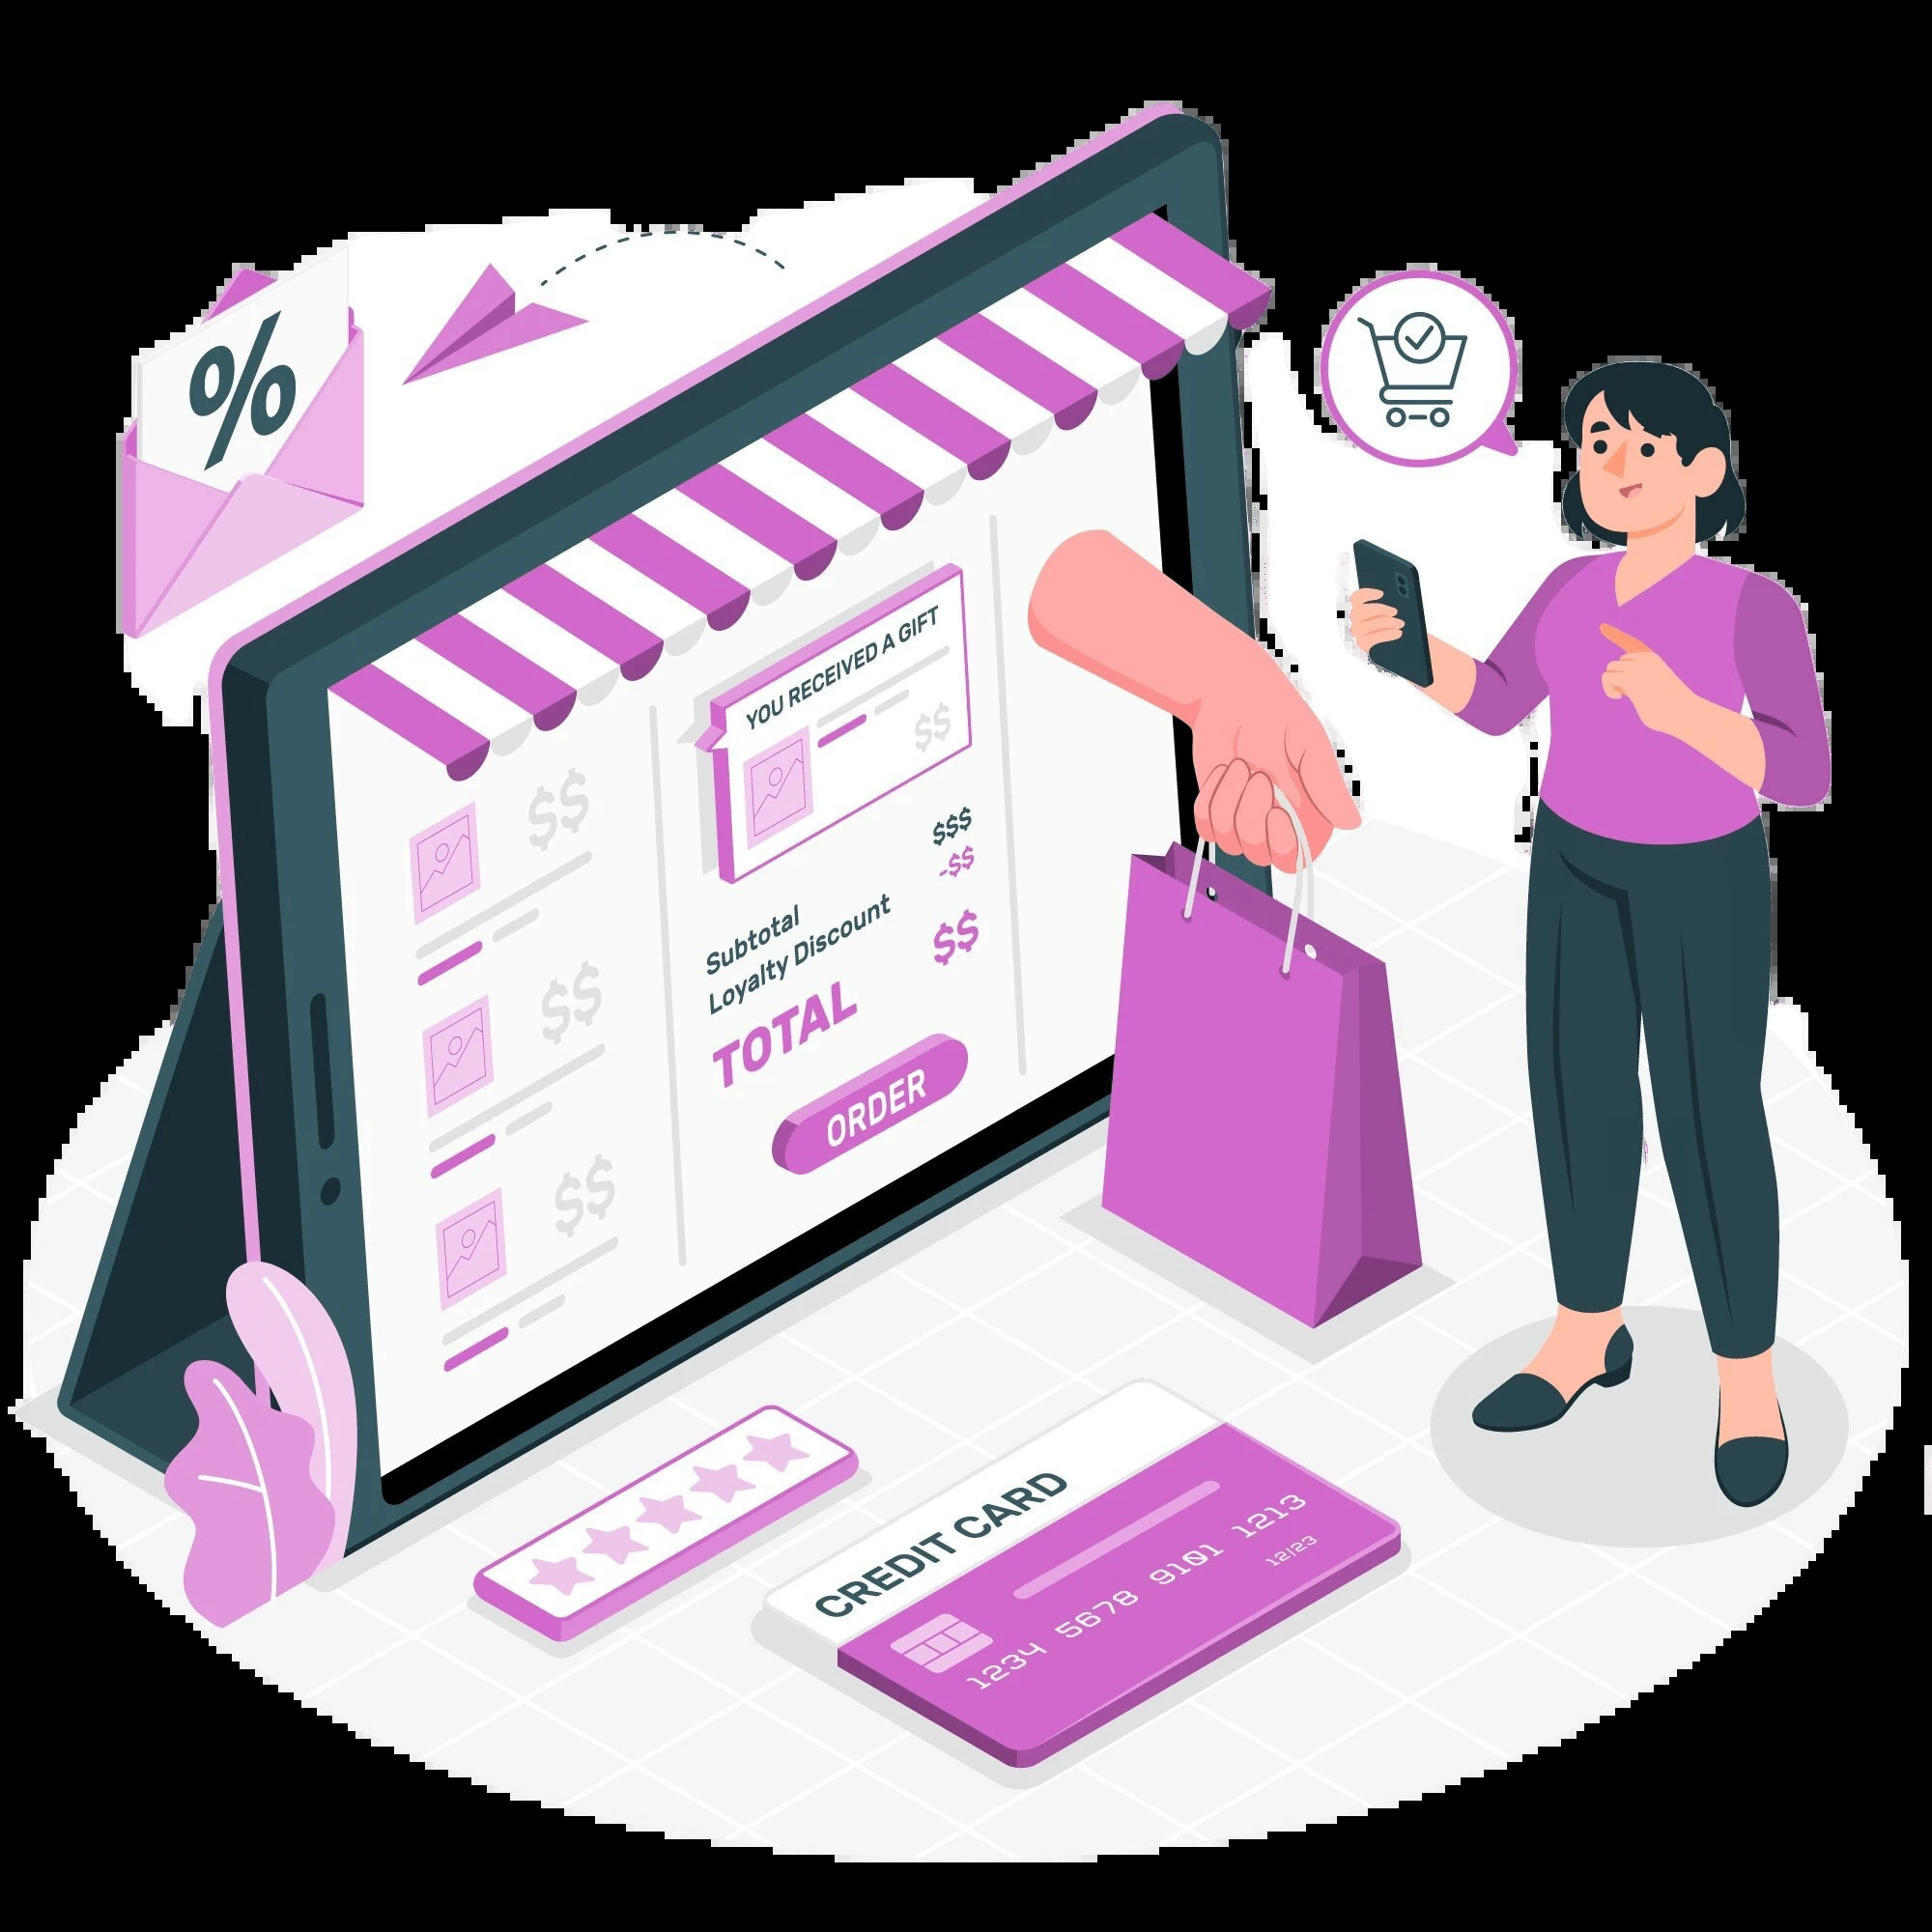 %
YOU RECEIVED A GIFT
$$
$$
$$$
-$$
Subtotal
Loyalty Discount
$$
TOTAL
$$
ORDER
$$
CREDIT CARD
1234 5678 9101 1213
12/23